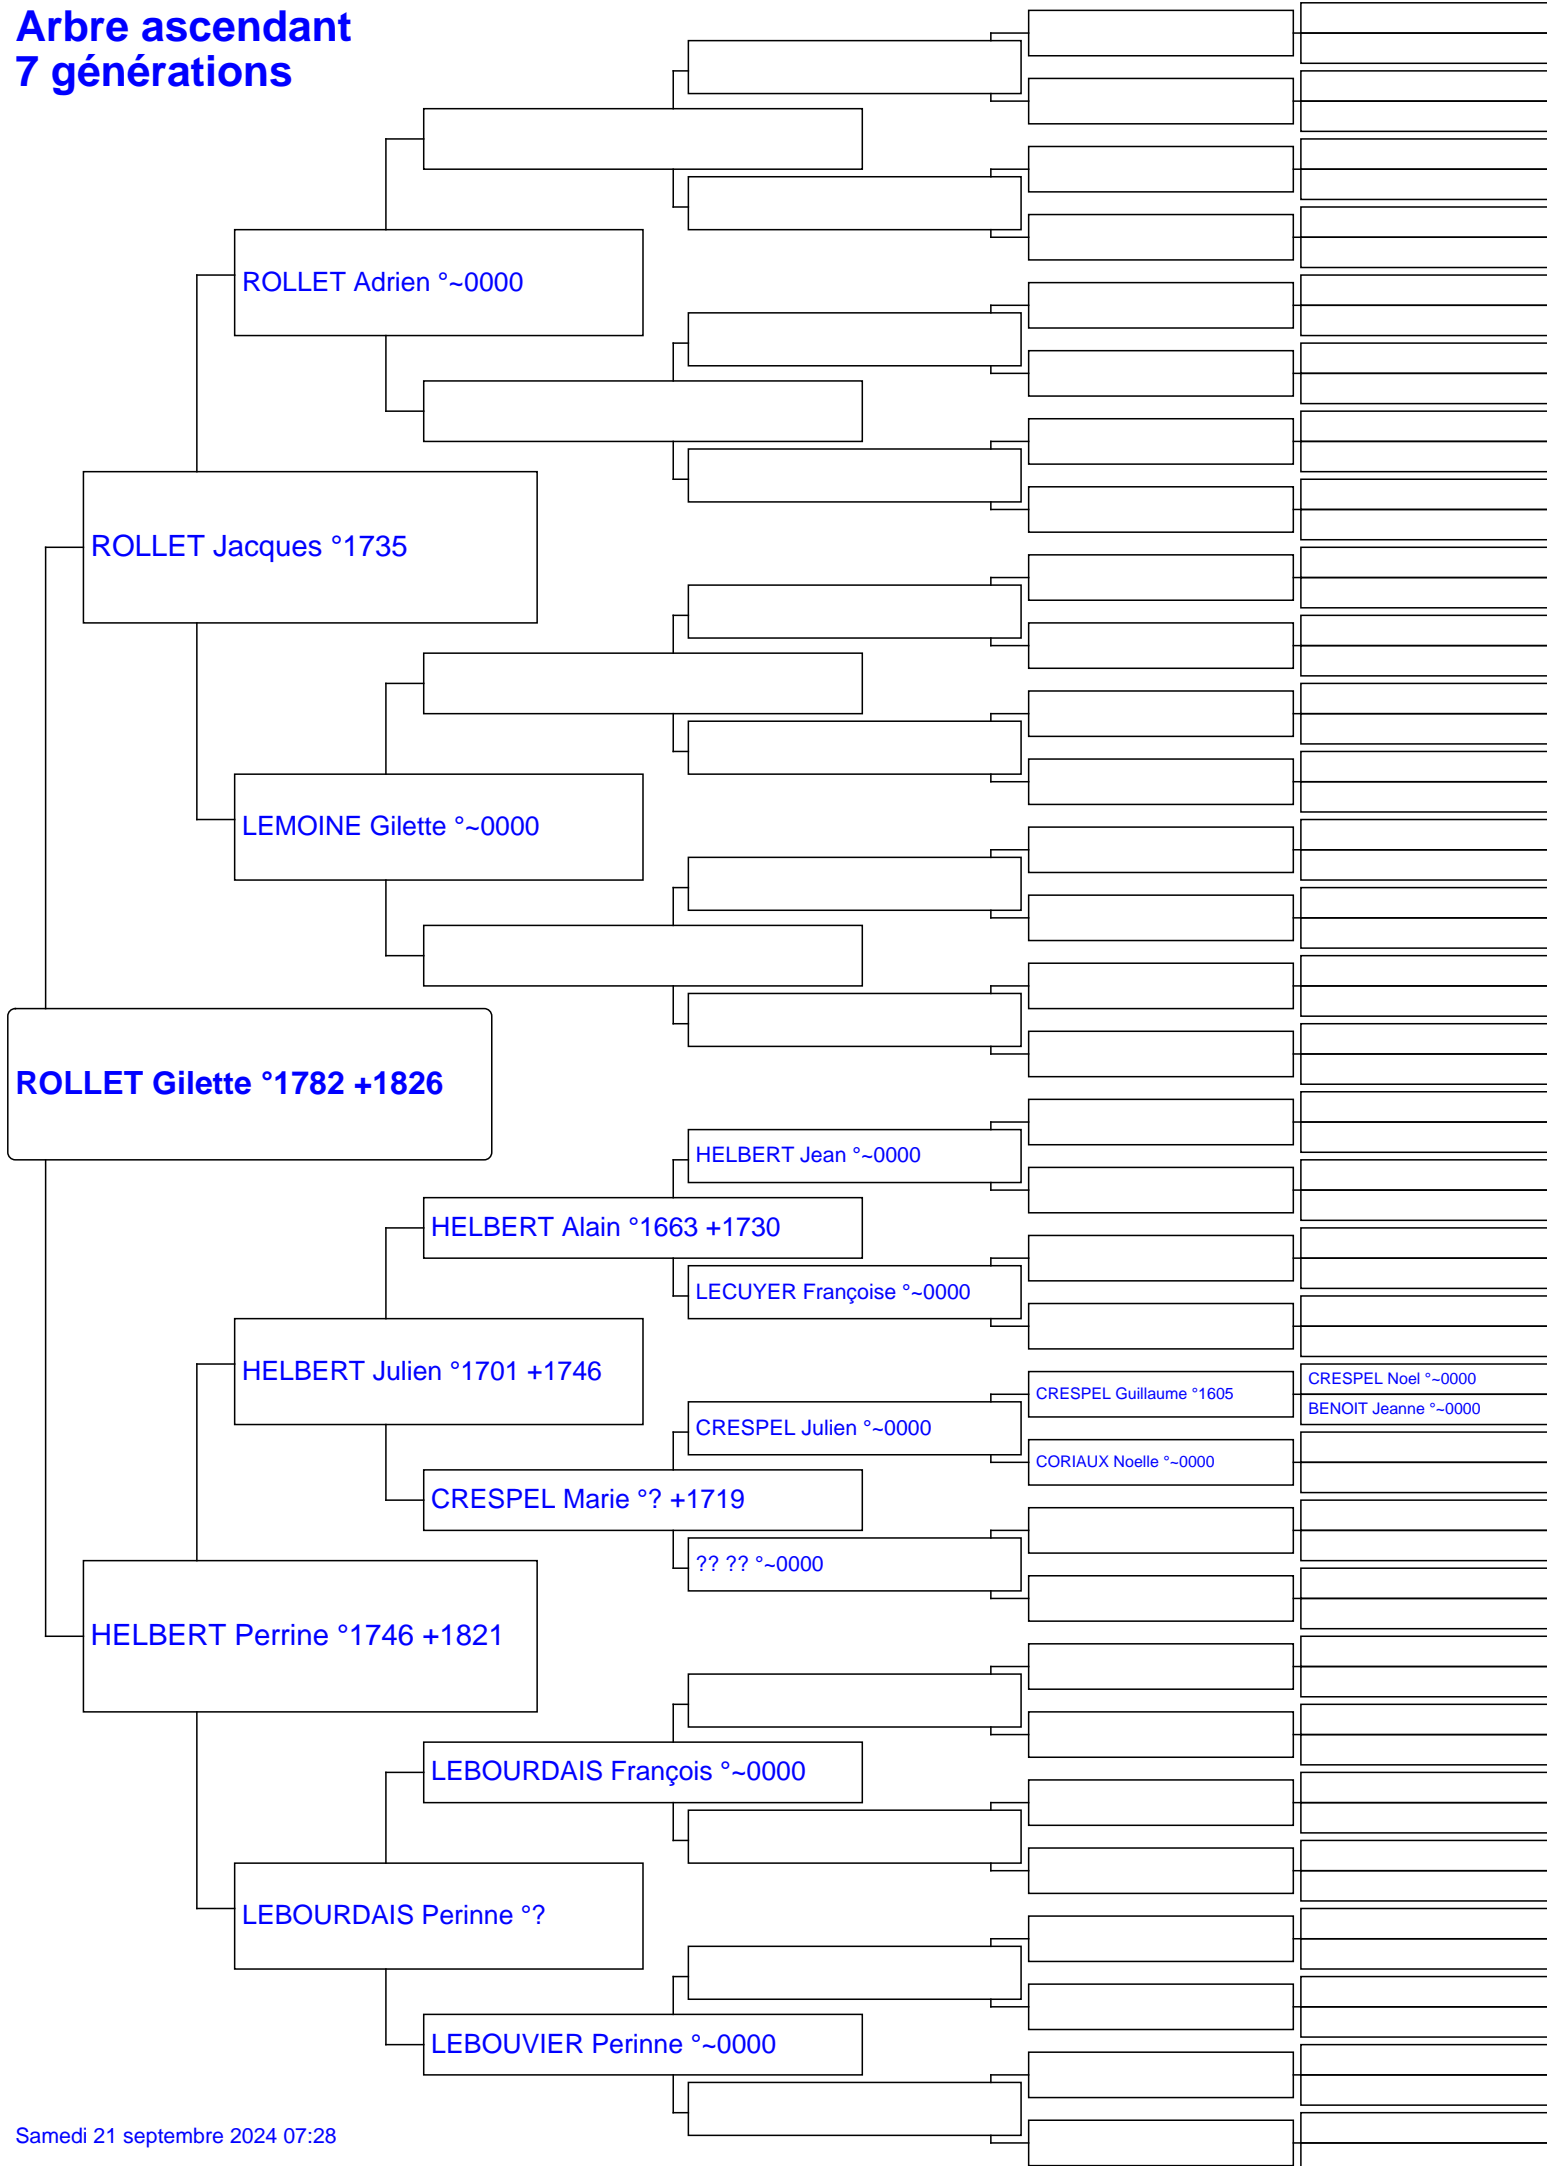 Arbre ascendant
7 générations
ROLLET Adrien °~0000
ROLLET Jacques °1735
LEMOINE Gilette °~0000
ROLLET Gilette °1782 +1826
HELBERT Jean °~0000
HELBERT Alain °1663 +1730
LECUYER Françoise °~0000
HELBERT Julien °1701 +1746
CRESPEL Noel °~0000
CRESPEL Guillaume °1605
BENOIT Jeanne °~0000
CRESPEL Julien °~0000
CORIAUX Noelle °~0000
CRESPEL Marie °? +1719
?? ?? °~0000
HELBERT Perrine °1746 +1821
LEBOURDAIS François °~0000
LEBOURDAIS Perinne °?
LEBOUVIER Perinne °~0000
Samedi 21 septembre 2024 07:28